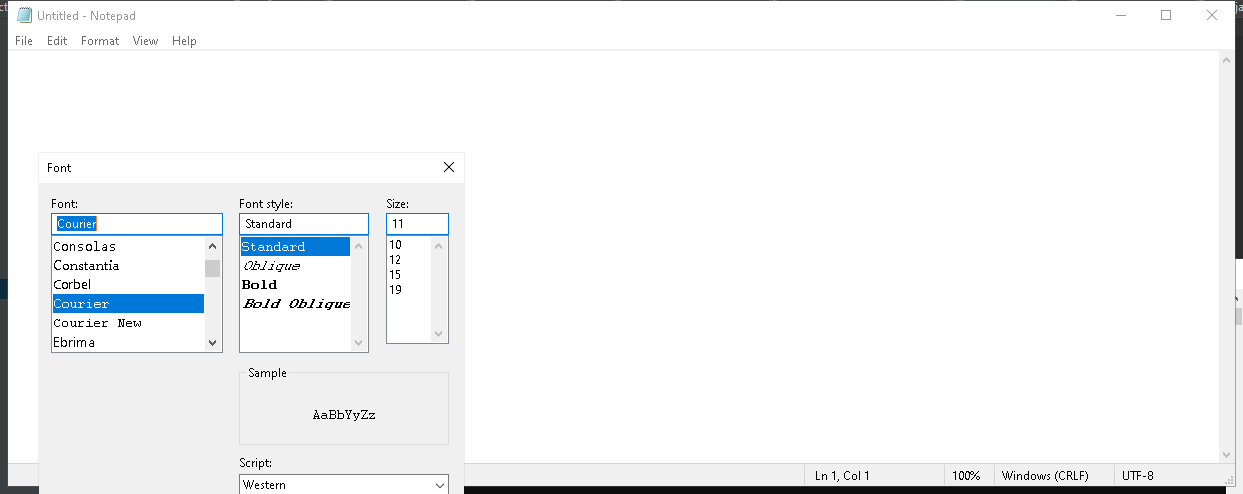 Untitled - Notepad
File Edit Format View Help
Font
Font: Font style: Size:
Courier Standard 11
Consolas Standard 10
Constantia Oblique 12
Corbel Bold 15
Courier Bold Oblique 19
Courier New
Ebrima
Sample
AaBbYyZz
Script:
Western
Ln 1, Col 1 100% Windows (CRLF) UTF-8